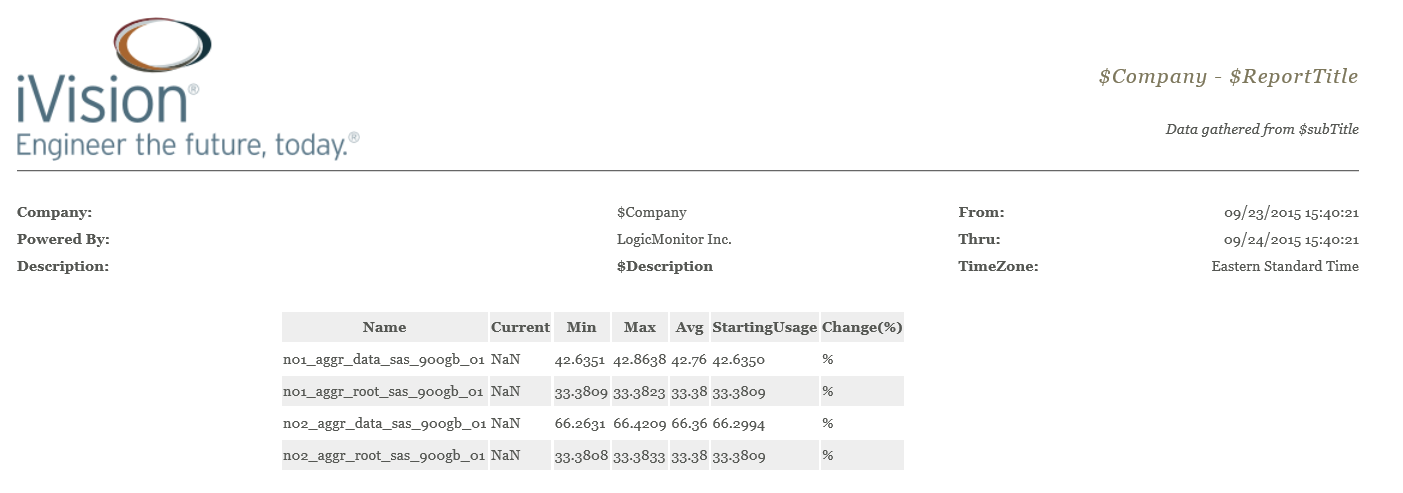 iVision®
Engineer the future, today.®
$Company - $ReportTitle
Data gathered from $subTitle
Company: $Company From: 09/23/2015 15:40:21
Powered By: LogicMonitor Inc. Thru: 09/24/2015 15:40:21
Description: $Description TimeZone: Eastern Standard Time
Name Current Min Max Avg StartingUsage Change(%)
n01_aggr_data_sas_900gb_01 NaN 42.6351 42.8638 42.76 42.6350 %
n01_aggr_root_sas_900gb_01 NaN 33.3809 33.3823 33.38 33.3809 %
n02_aggr_data_sas_900gb_01 NaN 66.2631 66.4209 66.36 66.2994 %
n02_aggr_root_sas_900gb_01 NaN 33.3808 33.3833 33.38 33.3809 %